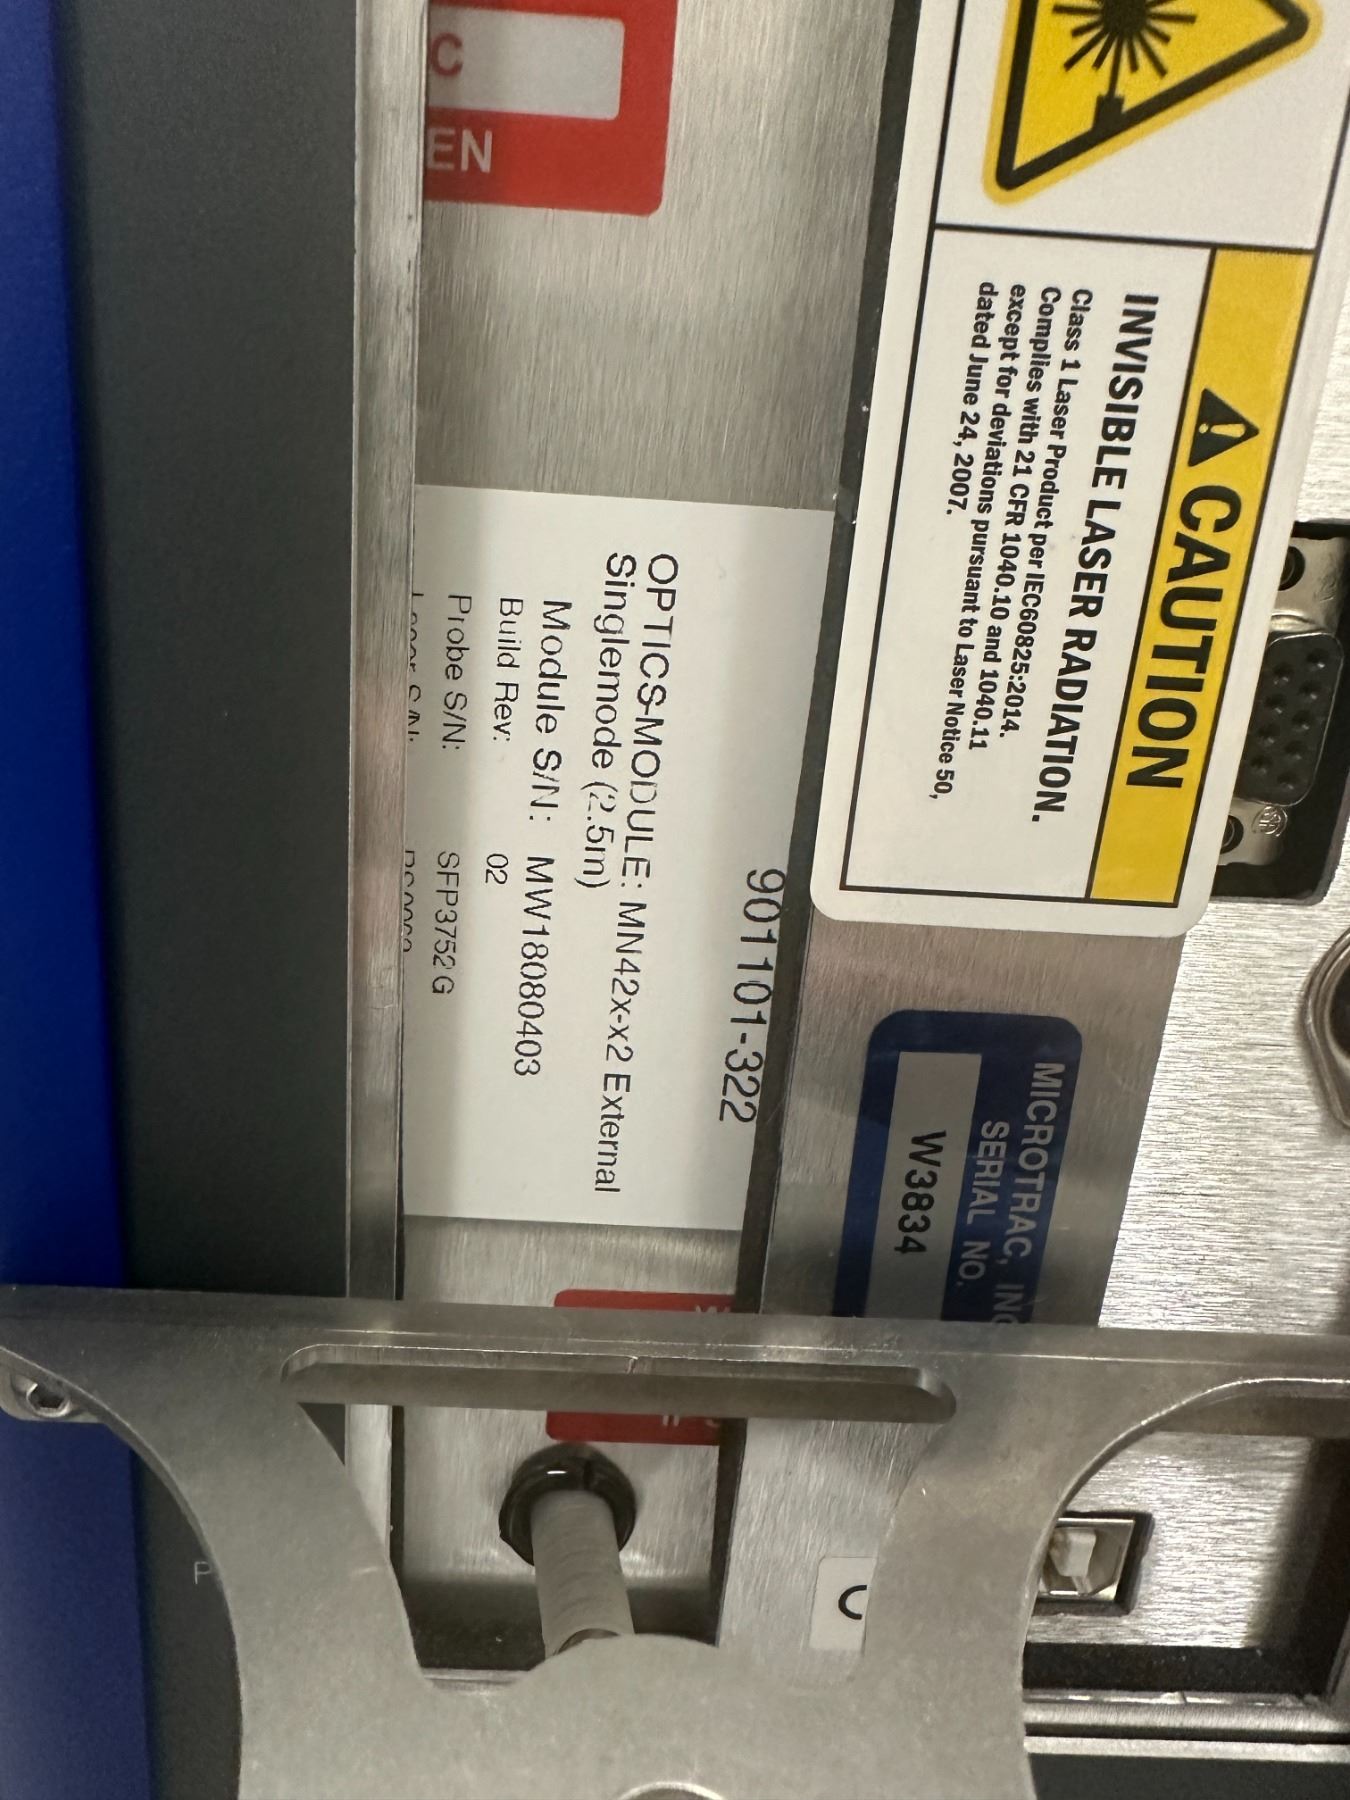 ⚠ CAUTION
INVISIBLE LASER RADIATION.
Class 1 Laser Product per IEC60825:2014.
Complies with 21 CFR 1040.10 and 1040.11
except for deviations pursuant to Laser Notice 50,
dated June 24, 2007.
MICROTRAC, INC
SERIAL NO.
W3834
901101-322
OPTICS-MODULE: MN42x-x2 External
Singlemode (2.5m)
Module S/N: MW18080403
Build Rev: 02
Probe S/N: SFP3752G
Laser S/N:
C
EN
P